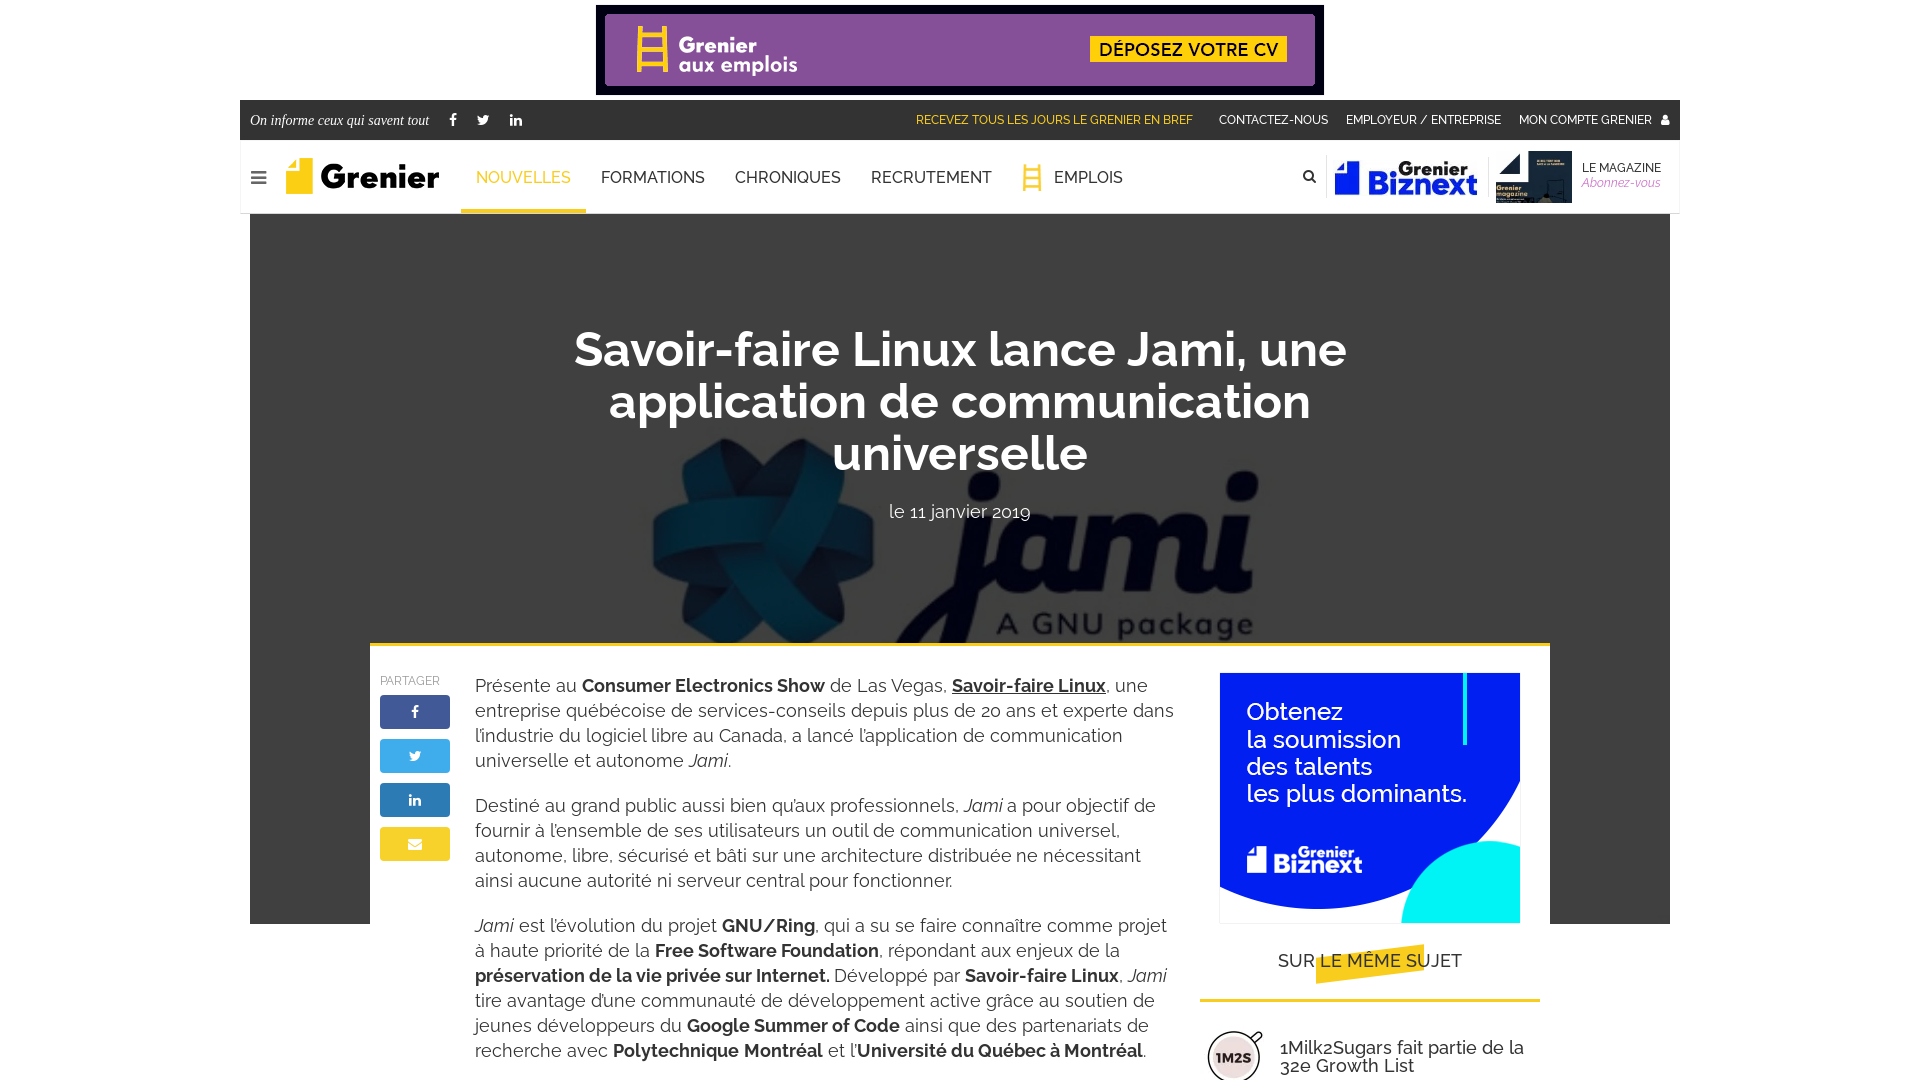 Grenier
aux emplois
DÉPOSEZ VOTRE CV
On informe ceux qui savent tout
RECEVEZ TOUS LES JOURS LE GRENIER EN BREF
CONTACTEZ-NOUS
EMPLOYEUR / ENTREPRISE
MON COMPTE GRENIER
Grenier
NOUVELLES
FORMATIONS
CHRONIQUES
RECRUTEMENT
EMPLOIS
Grenier
Biznext
Grenier
magazine
LE MAGAZINE
Abonnez-vous
Savoir-faire Linux lance Jami, une
application de communication
universelle
le 11 janvier 2019
jami
A GNU package
PARTAGER
Présente au Consumer Electronics Show de Las Vegas, Savoir-faire Linux, une
entreprise québécoise de services-conseils depuis plus de 20 ans et experte dans
l’industrie du logiciel libre au Canada, a lancé l’application de communication
universelle et autonome Jami.
Destiné au grand public aussi bien qu’aux professionnels, Jami a pour objectif de
fournir à l’ensemble de ses utilisateurs un outil de communication universel,
autonome, libre, sécurisé et bâti sur une architecture distribuée ne nécessitant
ainsi aucune autorité ni serveur central pour fonctionner.
Jami est l’évolution du projet GNU/Ring, qui a su se faire connaître comme projet
à haute priorité de la Free Software Foundation, répondant aux enjeux de la
préservation de la vie privée sur Internet. Développé par Savoir-faire Linux, Jami
tire avantage d’une communauté de développement active grâce au soutien de
jeunes développeurs du Google Summer of Code ainsi que des partenariats de
recherche avec Polytechnique Montréal et l’Université du Québec à Montréal.
Obtenez
la soumission
des talents
les plus dominants.
Grenier
Biznext
SUR LE MÊME SUJET
1M2S
1Milk2Sugars fait partie de la
32e Growth List